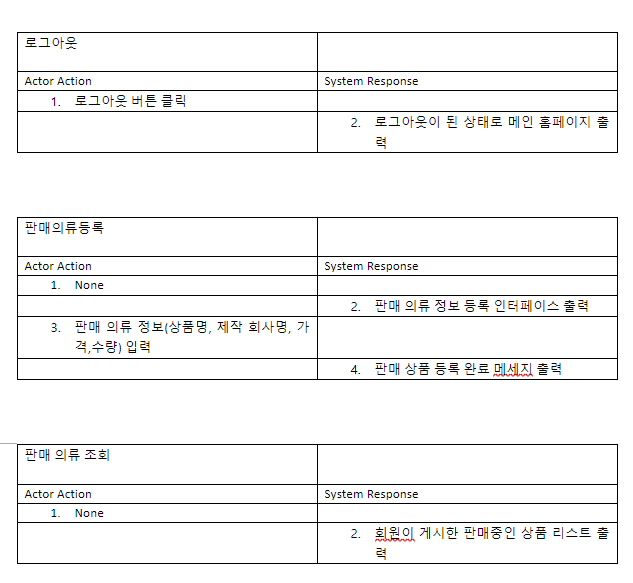 로그아웃
Actor Action System Response
1. 로그아웃 버튼 클릭
2. 로그아웃이 된 상태로 메인 홈페이지 출
력
판매의류등록
Actor Action System Response
1. None
2. 판매 의류 정보 등록 인터페이스 출력
3. 판매 의류 정보(상품명, 제작 회사명, 가
격,수량) 입력
4. 판매 상품 등록 완료 메세지 출력
판매 의류 조회
Actor Action System Response
1. None
2. 회원이 게시한 판매중인 상품 리스트 출
력